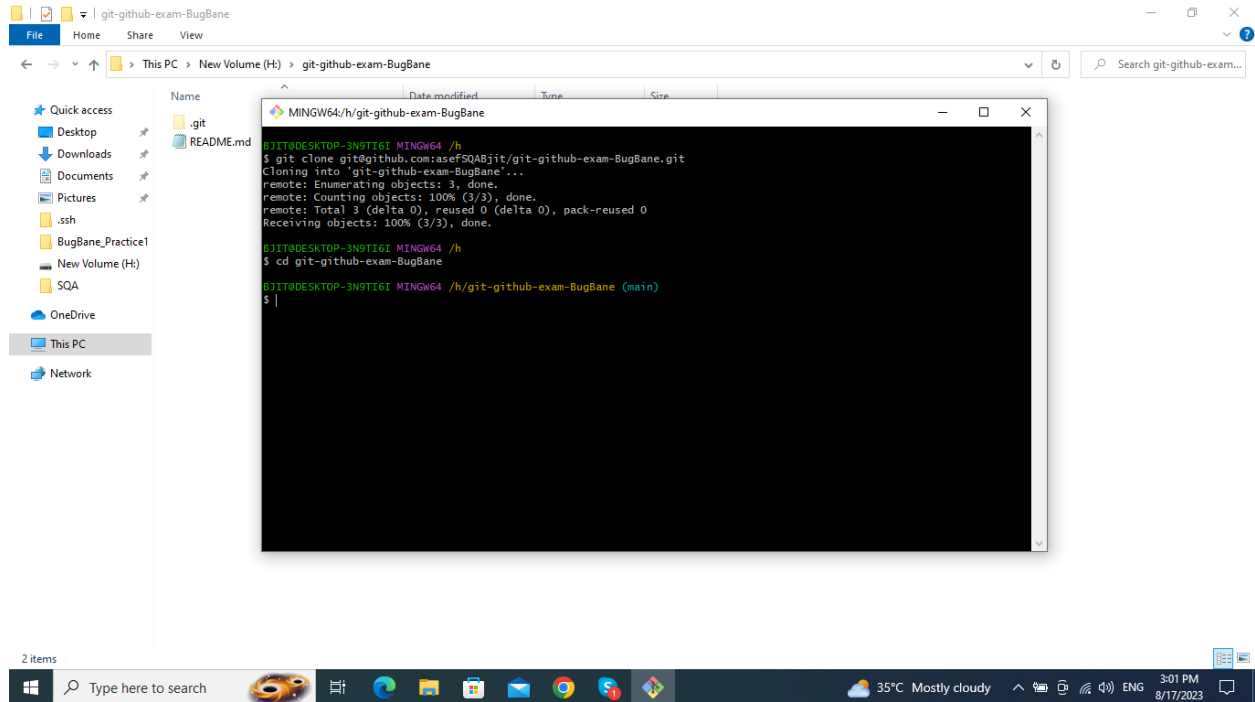 git-github-exam-BugBane
File Home Share View
This PC > New Volume (H:) > git-github-exam-BugBane
Search git-github-exam...
Name Date modified Type Size
Quick access
Desktop
Downloads
Documents
Pictures
.ssh
BugBane_Practice1
New Volume (H:)
SQA
OneDrive
This PC
Network
.git
README.md
MINGW64:/h/git-github-exam-BugBane
BJIT@DESKTOP-3N9TI6I MINGW64 /h
$ git clone git@github.com:asefSQABjit/git-github-exam-BugBane.git
Cloning into 'git-github-exam-BugBane'...
remote: Enumerating objects: 3, done.
remote: Counting objects: 100% (3/3), done.
remote: Total 3 (delta 0), reused 0 (delta 0), pack-reused 0
Receiving objects: 100% (3/3), done.
BJIT@DESKTOP-3N9TI6I MINGW64 /h
$ cd git-github-exam-BugBane
BJIT@DESKTOP-3N9TI6I MINGW64 /h/git-github-exam-BugBane (main)
$
2 items
Type here to search
35°C Mostly cloudy
ENG
3:01 PM
8/17/2023